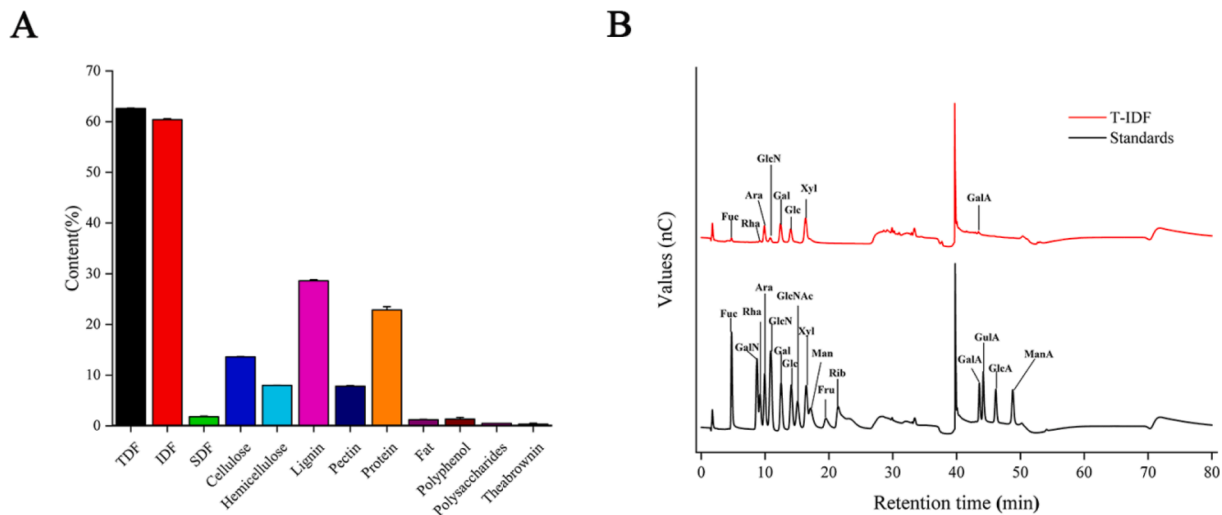 A
B
Content(%)
70
60
50
40
30
20
10
0
TDF
IDF
SDF
Cellulose
Hemicellulose
Lignin
Pectin
Protein
Fat
Polyphenol
Polysaccharides
Theabrownin
Values (nC)
T-IDF
Standards
Fuc
Rha
Ara
GlcN
Gal
Glc
Xyl
GalA
Fuc
GalN
Rha
Ara
GlcN
Gal
Glc
GlcNAc
Xyl
Man
Fru
Rib
GalA
GulA
GlcA
ManA
0
10
20
30
40
50
60
70
80
Retention time (min)